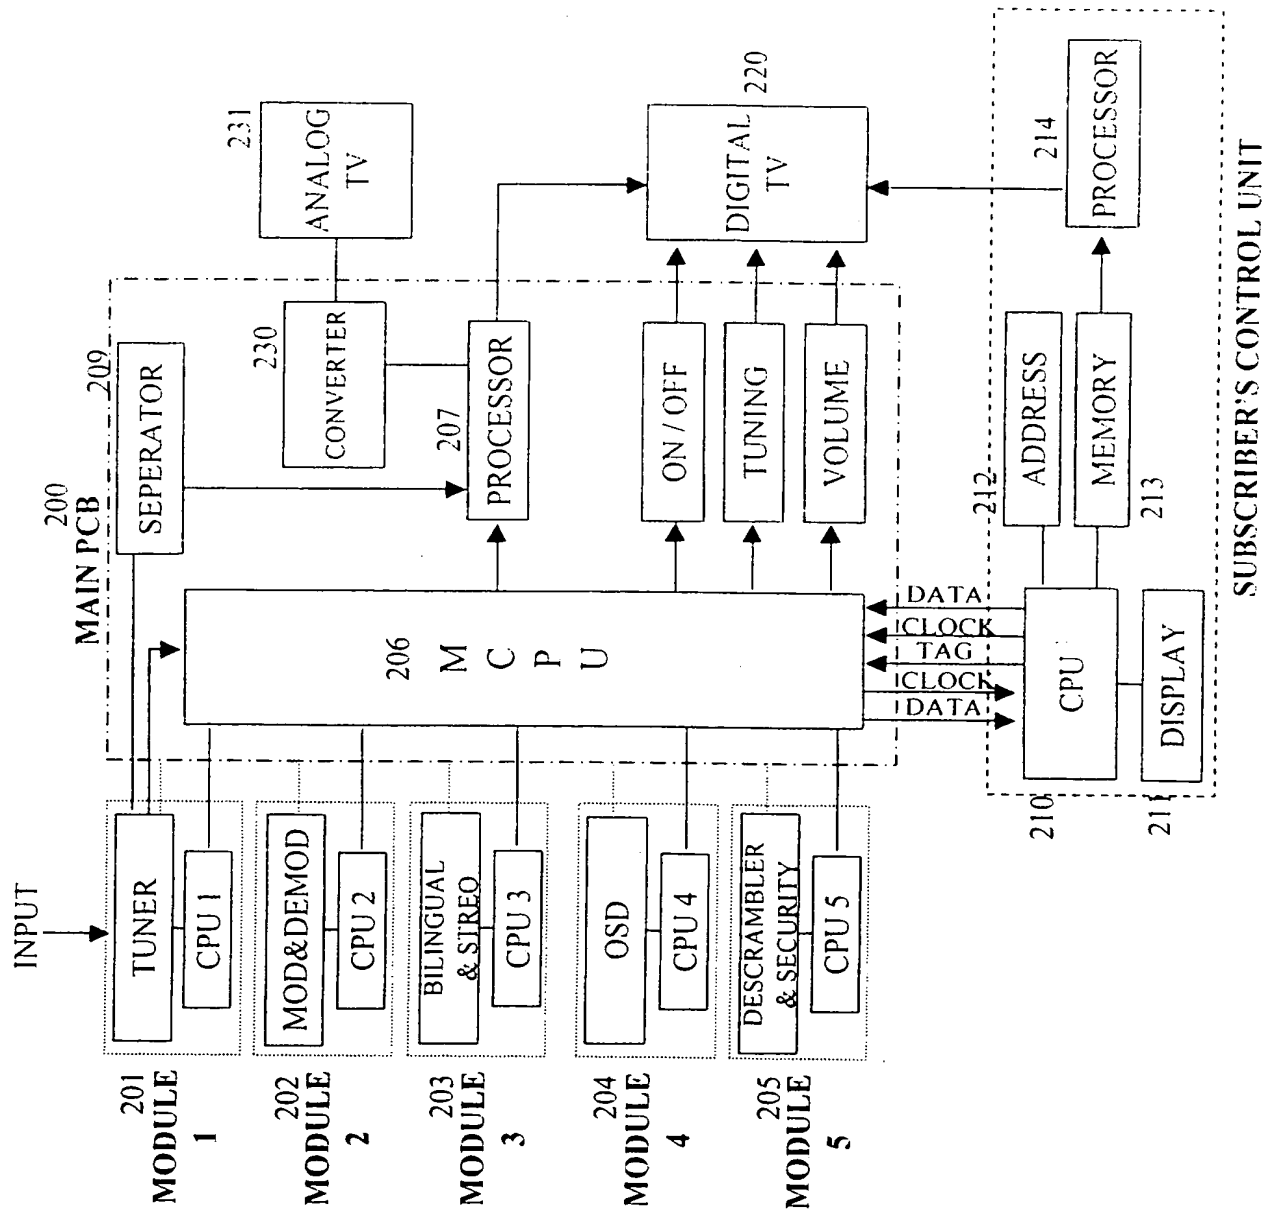 INPUT
201
MODULE
1
TUNER
CPU 1
202
MODULE
2
MOD&DEMOD
CPU 2
203
MODULE
3
BILINGUAL
& STREO
CPU 3
204
MODULE
4
OSD
CPU 4
205
MODULE
5
DESCRAMBLER
& SECURITY
CPU 5
MAIN PCB
200
206
M
C
P
U
SEPERATOR
209
CONVERTER
230
PROCESSOR
207
ON / OFF
TUNING
VOLUME
ANALOG
TV
231
DIGITAL
TV
220
DATA
CLOCK
TAG
CLOCK
DATA
CPU
210
DISPLAY
211
ADDRESS
212
MEMORY
213
PROCESSOR
214
SUBSCRIBER'S CONTROL UNIT